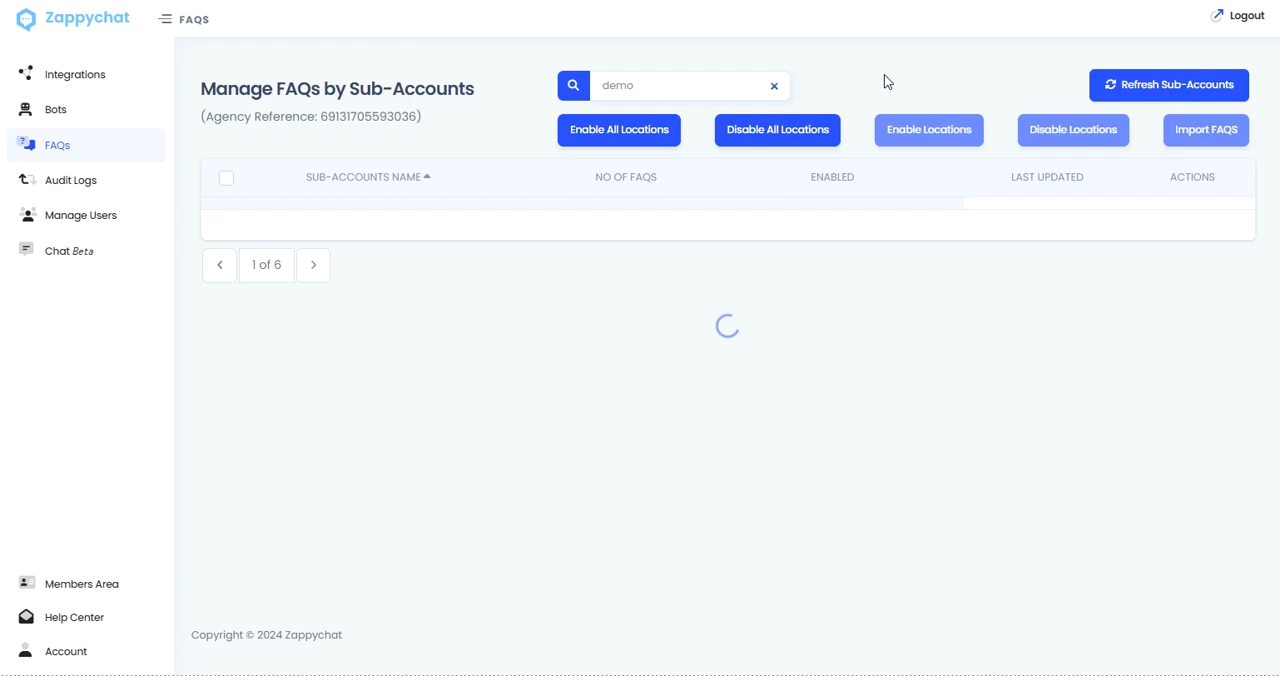 Zappychat
FAQS
Logout
Integrations
Bots
FAQs
Audit Logs
Manage Users
Chat Beta
Members Area
Help Center
Account
Manage FAQs by Sub-Accounts
(Agency Reference: 69131705593036)
demo
Refresh Sub-Accounts
Enable All Locations
Disable All Locations
Enable Locations
Disable Locations
Import FAQS
SUB-ACCOUNTS NAME
NO OF FAQS
ENABLED
LAST UPDATED
ACTIONS
1 of 6
Copyright © 2024 Zappychat